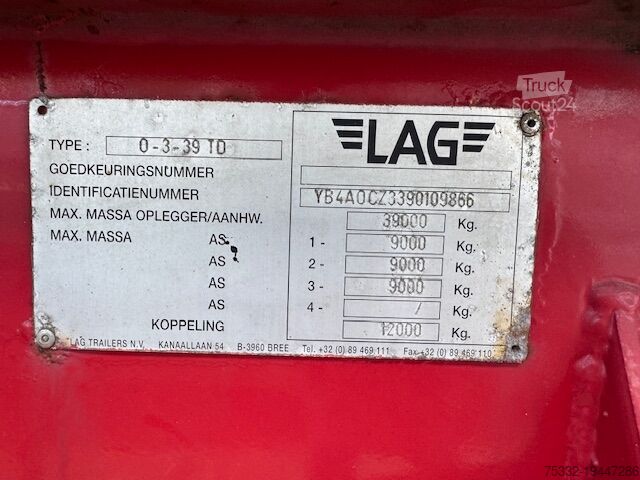 Truck
Scout24
LAG
TYPE : 0-3-39 TD
GOEDKEURINGSNUMMER
IDENTIFICATIENUMMER YB4A0CZ3390109866
MAX. MASSA OPLEGGER/AANHW. 39000 Kg.
MAX. MASSA AS 1 - 9000 Kg.
AS 2 - 9000 Kg.
AS 3 - 9000 Kg.
AS 4 - / Kg.
KOPPELING 12000 Kg.
LAG TRAILERS N.V. KANAALLAAN 54 B-3960 BREE Tel. +32 (0) 89 469 111 Fax +32 (0) 89 469 110
75332-19447286